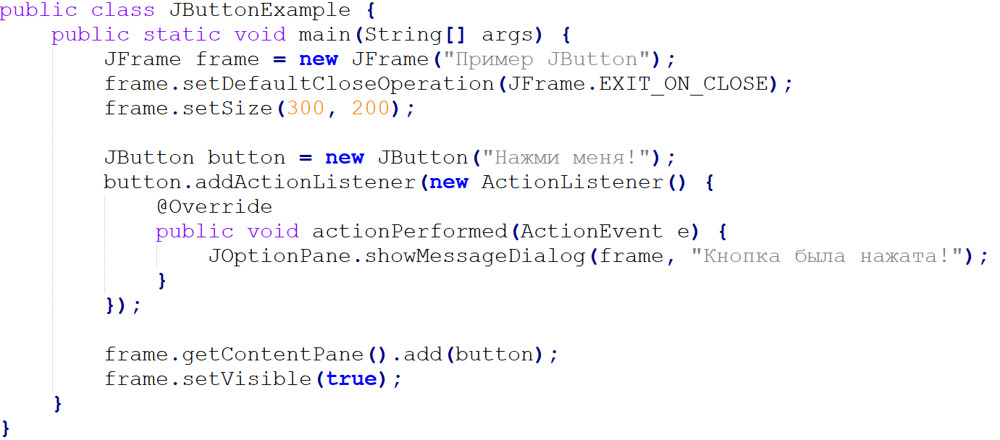 public class JButtonExample {
    public static void main(String[] args) {
        JFrame frame = new JFrame("Пример JButton");
        frame.setDefaultCloseOperation(JFrame.EXIT_ON_CLOSE);
        frame.setSize(300, 200);

        JButton button = new JButton("Нажми меня!");
        button.addActionListener(new ActionListener() {
            @Override
            public void actionPerformed(ActionEvent e) {
                JOptionPane.showMessageDialog(frame, "Кнопка была нажата!");
            }
        });

        frame.getContentPane().add(button);
        frame.setVisible(true);
    }
}